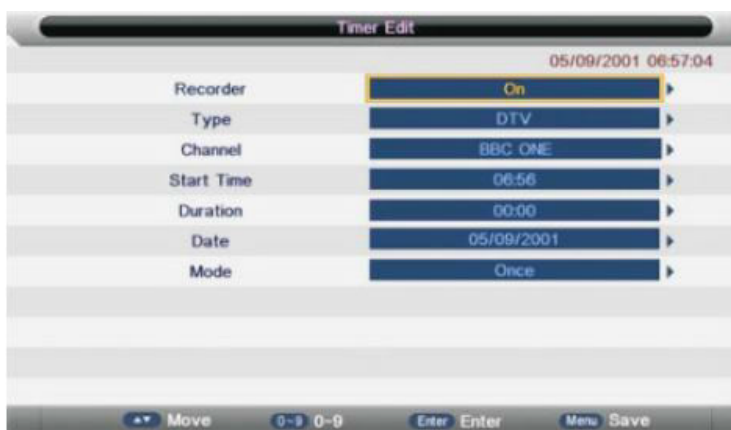 Timer Edit
05/09/2001 06:57:04
Recorder On
Type DTV
Channel BBC ONE
Start Time 06:56
Duration 00:00
Date 05/09/2001
Mode Once
Move 0~9 0~9 Enter Enter Menu Save